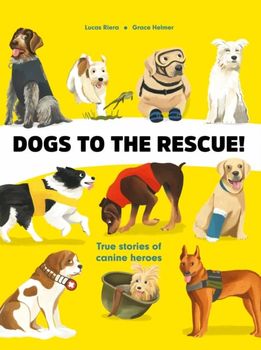 Lucas Riera • Grace Helmer
DOGS TO THE RESCUE!
True stories of
canine heroes